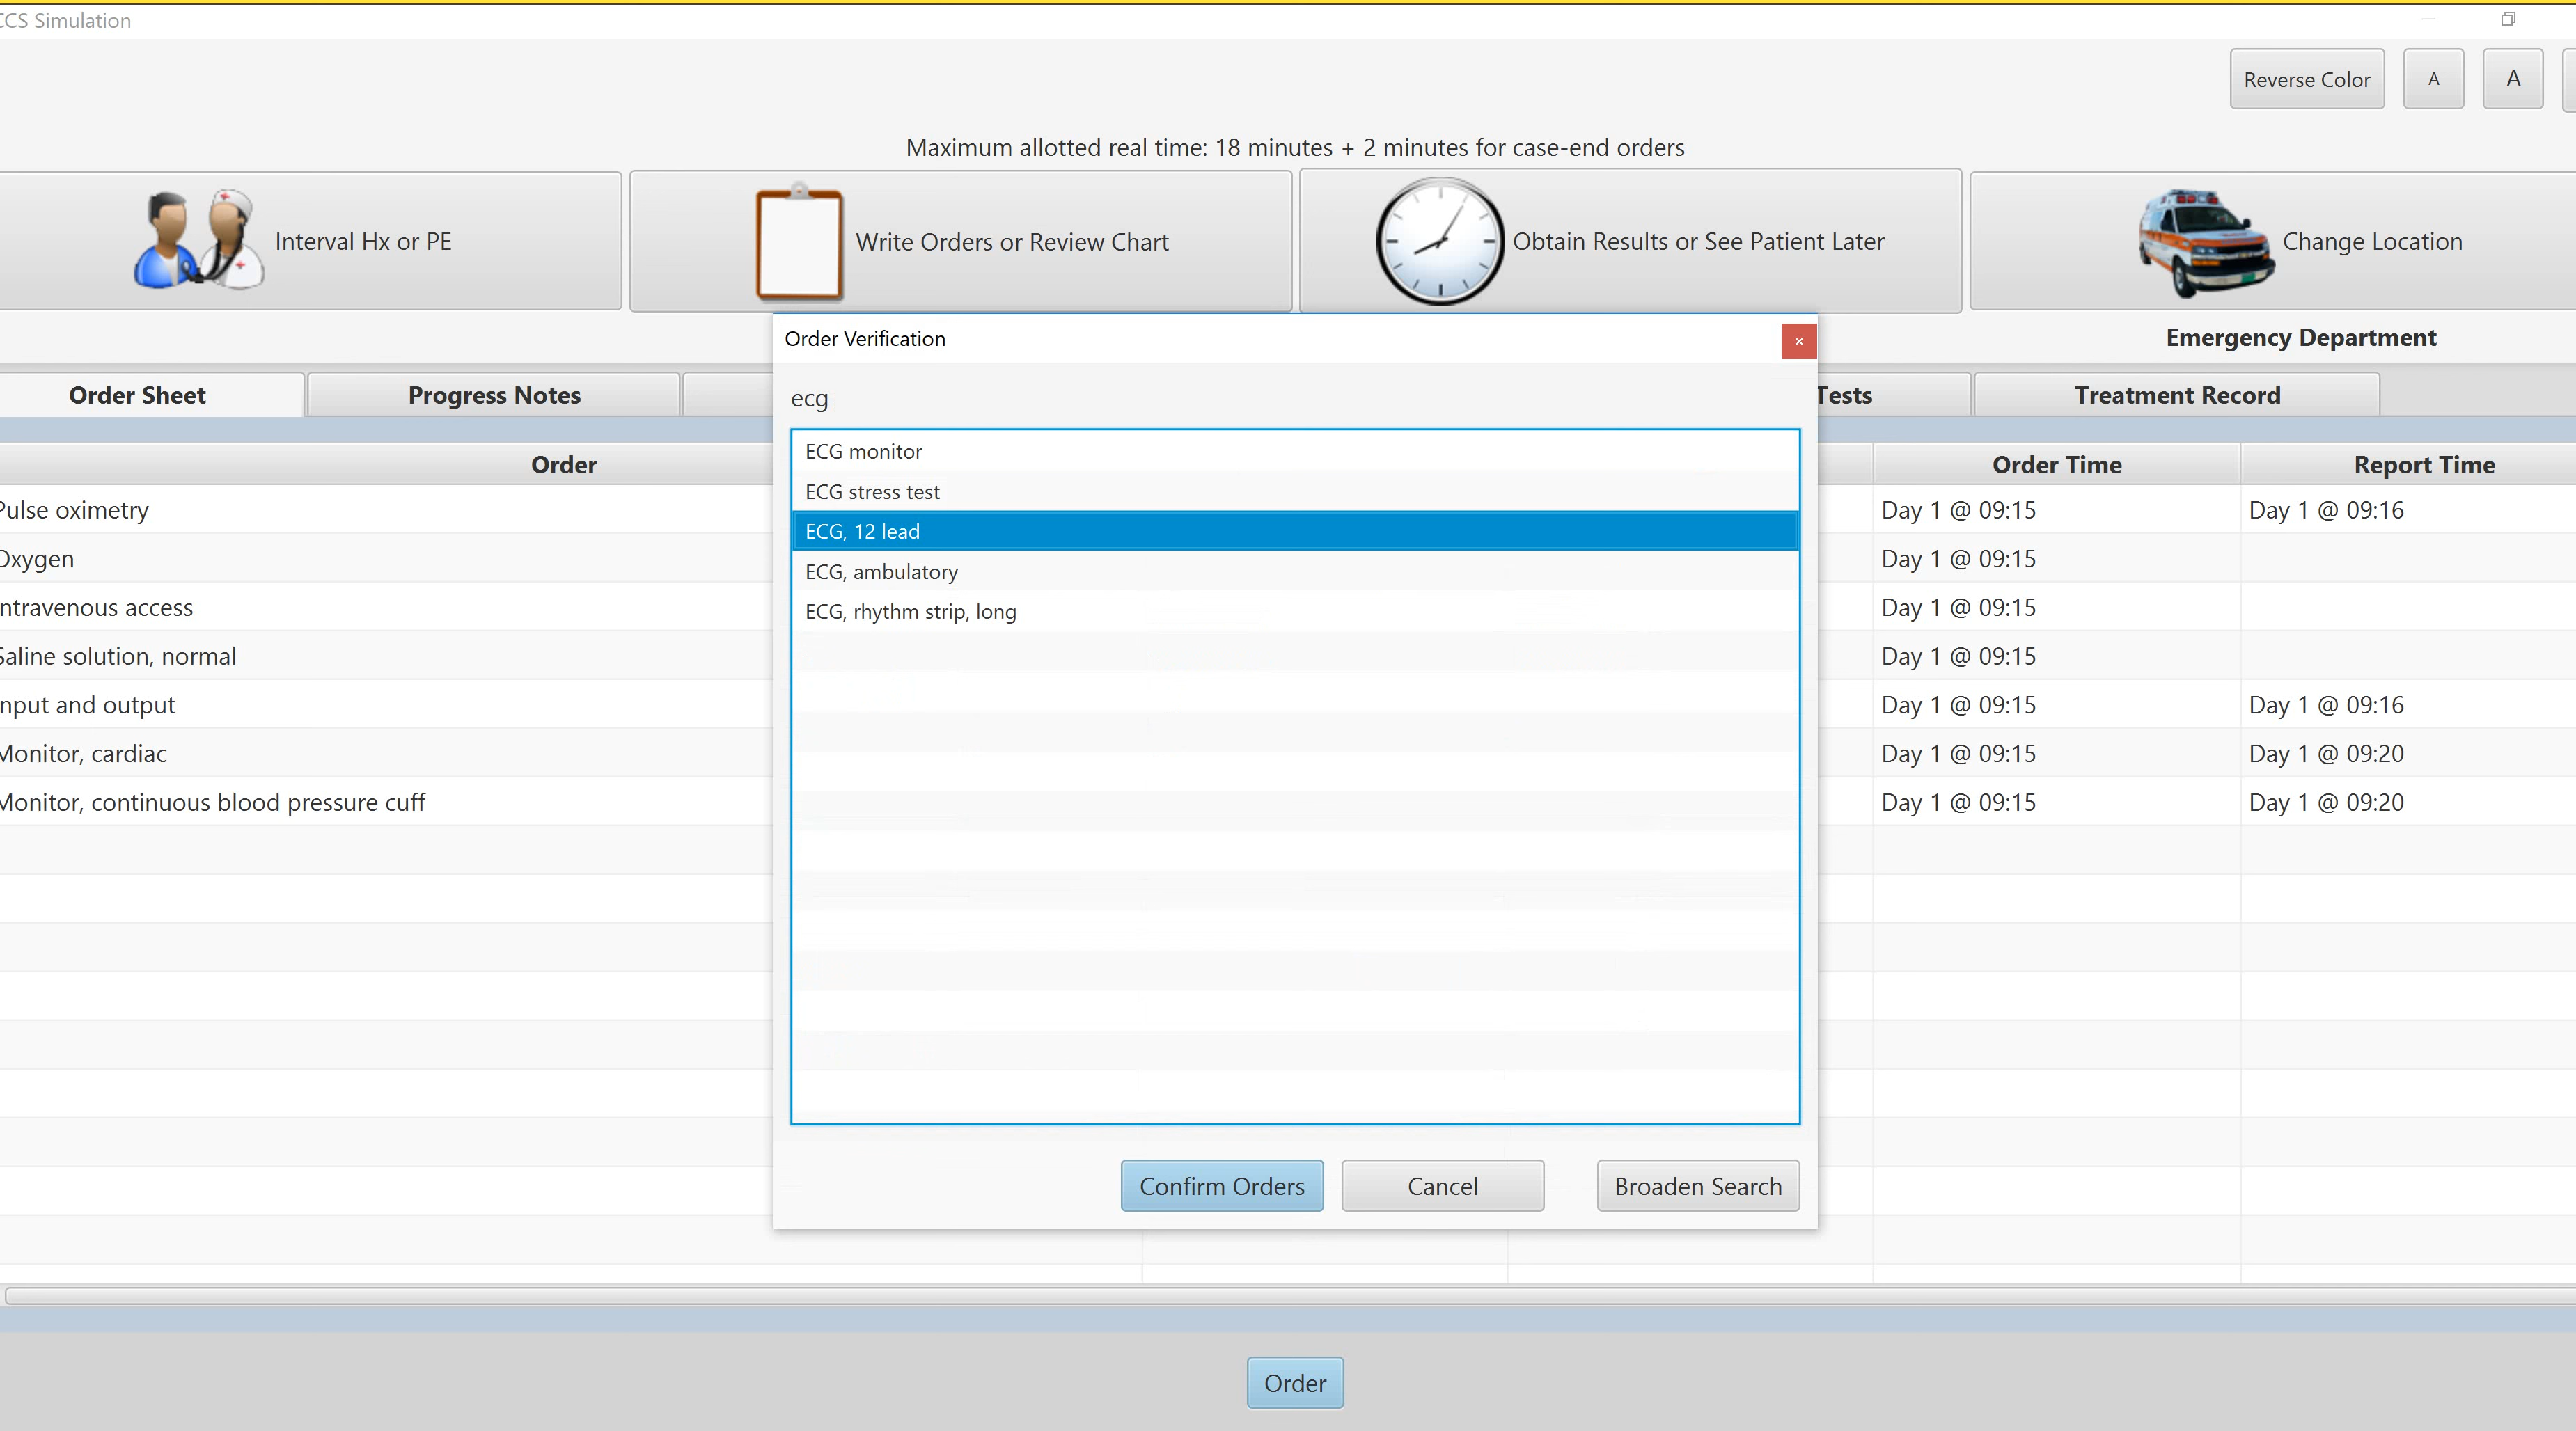 CCS Simulation
Reverse Color A A
Maximum allotted real time: 18 minutes + 2 minutes for case-end orders
Interval Hx or PE
Write Orders or Review Chart
Obtain Results or See Patient Later
Change Location
Order Verification ×
Emergency Department
Order Sheet
Progress Notes
Tests
Treatment Record
ecg
Order
Order Time
Report Time
ECG monitor
ECG stress test
ECG, 12 lead
ECG, ambulatory
ECG, rhythm strip, long
Pulse oximetry Day 1 @ 09:15 Day 1 @ 09:16
Oxygen Day 1 @ 09:15
ntravenous access Day 1 @ 09:15
Saline solution, normal Day 1 @ 09:15
nput and output Day 1 @ 09:15 Day 1 @ 09:16
Monitor, cardiac Day 1 @ 09:15 Day 1 @ 09:20
Monitor, continuous blood pressure cuff Day 1 @ 09:15 Day 1 @ 09:20
Confirm Orders
Cancel
Broaden Search
Order